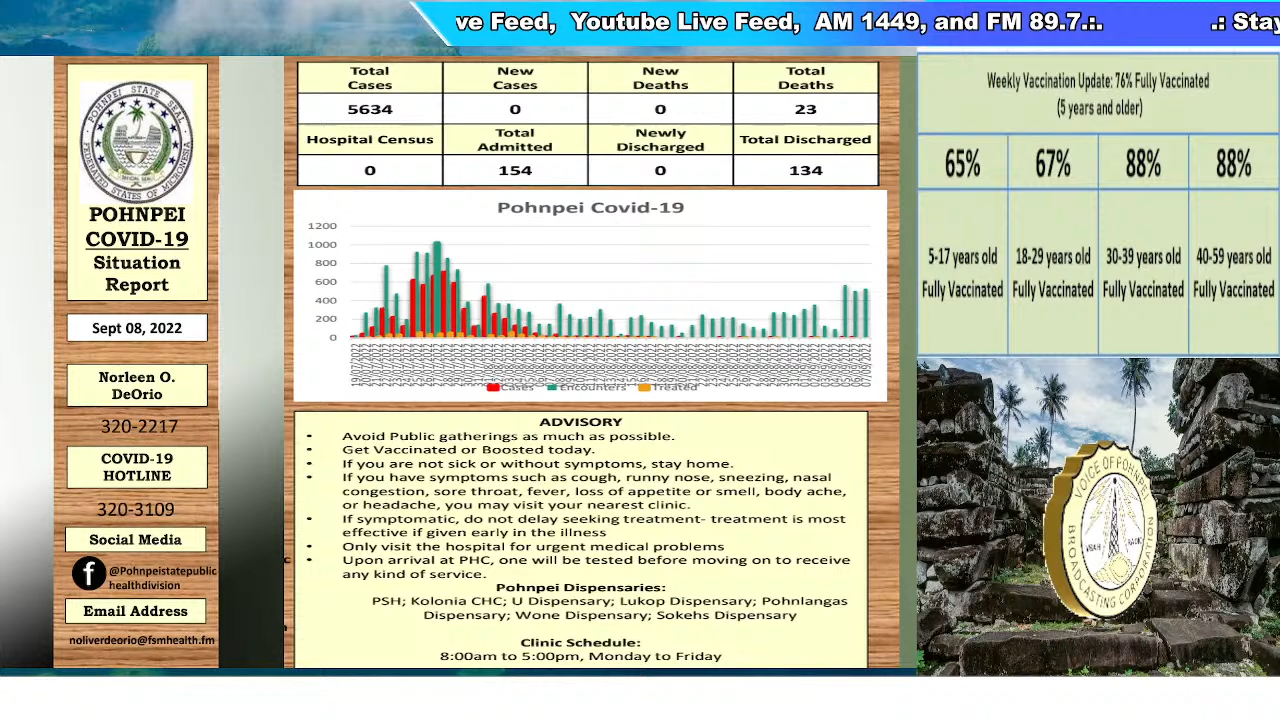 ve Feed, Youtube Live Feed, AM 1449, and FM 89.7.:. .: Stay
POHNPEI STATE SEAL
FEDERATED STATES OF MICRONESIA
POHNPEI
COVID-19
Situation
Report
Sept 08, 2022
Norleen O.
DeOrio
320-2217
COVID-19
HOTLINE
320-3109
Social Media
@Pohnpeistatepublic
healthdivision
Email Address
noliverdeorio@fsmhealth.fm
Total Cases New Cases New Deaths Total Deaths
5634 0 0 23
Hospital Census Total Admitted Newly Discharged Total Discharged
0 154 0 134
Pohnpei Covid-19
1200
1000
800
600
400
200
0
Cases Encounters Treated
ADVISORY
• Avoid Public gatherings as much as possible.
• Get Vaccinated or Boosted today.
• If you are not sick or without symptoms, stay home.
• If you have symptoms such as cough, runny nose, sneezing, nasal
congestion, sore throat, fever, loss of appetite or smell, body ache,
or headache, you may visit your nearest clinic.
• If symptomatic, do not delay seeking treatment- treatment is most
effective if given early in the illness
• Only visit the hospital for urgent medical problems
• Upon arrival at PHC, one will be tested before moving on to receive
any kind of service.
Pohnpei Dispensaries:
PSH; Kolonia CHC; U Dispensary; Lukop Dispensary; Pohnlangas
Dispensary; Wone Dispensary; Sokehs Dispensary
Clinic Schedule:
8:00am to 5:00pm, Monday to Friday
Weekly Vaccination Update: 76% Fully Vaccinated
(5 years and older)
65% 67% 88% 88%
5-17 years old 18-29 years old 30-39 years old 40-59 years old
Fully Vaccinated Fully Vaccinated Fully Vaccinated Fully Vaccinated
VOICE OF POHNPEI
V6AH RADIO
BROADCASTING CORPORATION